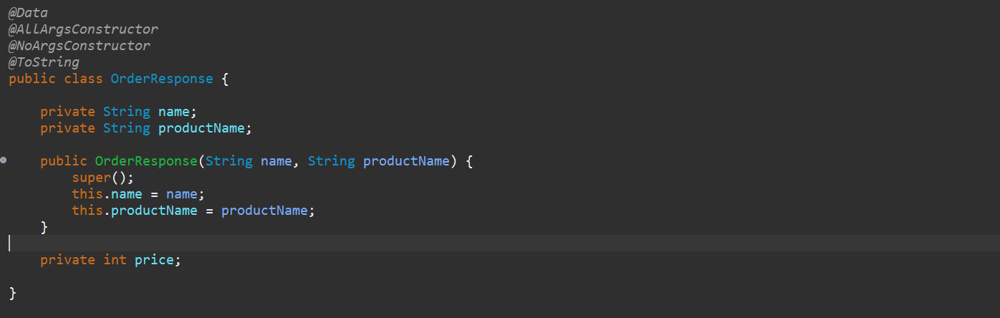 @Data
@AllArgsConstructor
@NoArgsConstructor
@ToString
public class OrderResponse {
private String name;
private String productName;
public OrderResponse(String name, String productName) {
super();
this.name = name;
this.productName = productName;
}
private int price;
}